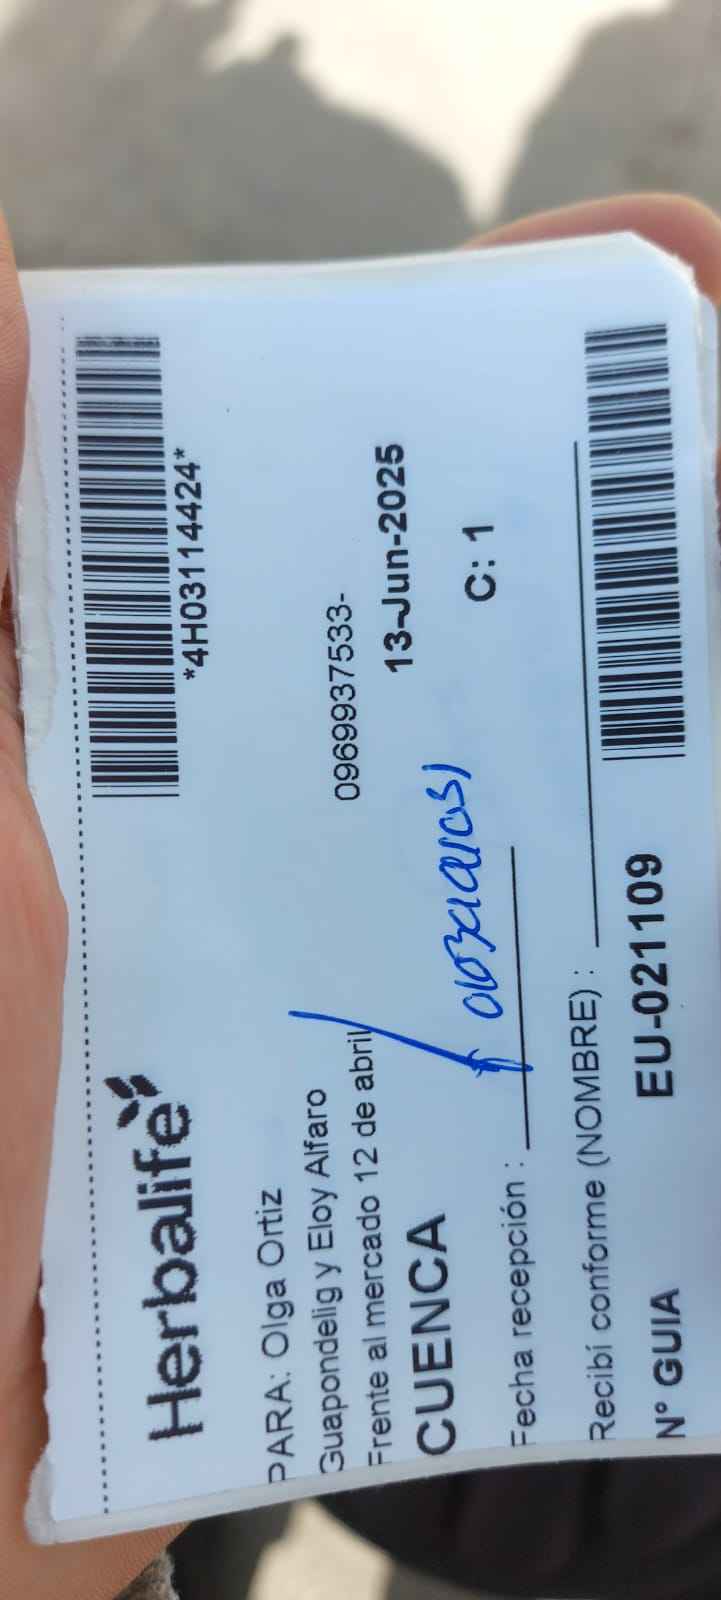 *4H03114424*
Herbalife
PARA: Olga Ortiz
Guapondelig y Eloy Alfaro
0969937533-
Frente al mercado 12 de abril
13-Jun-2025
CUENCA
C: 1
Fecha recepción :
Recibí conforme (NOMBRE) :
N° GUIA
EU-021109